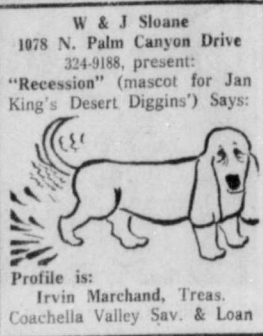 W & J Sloane
1078 N. Palm Canyon Drive
324-9188, present:
"Recession" (mascot for Jan
King's Desert Diggins') Says:
Profile is:
Irvin Marchand, Treas.
Coachella Valley Sav. & Loan